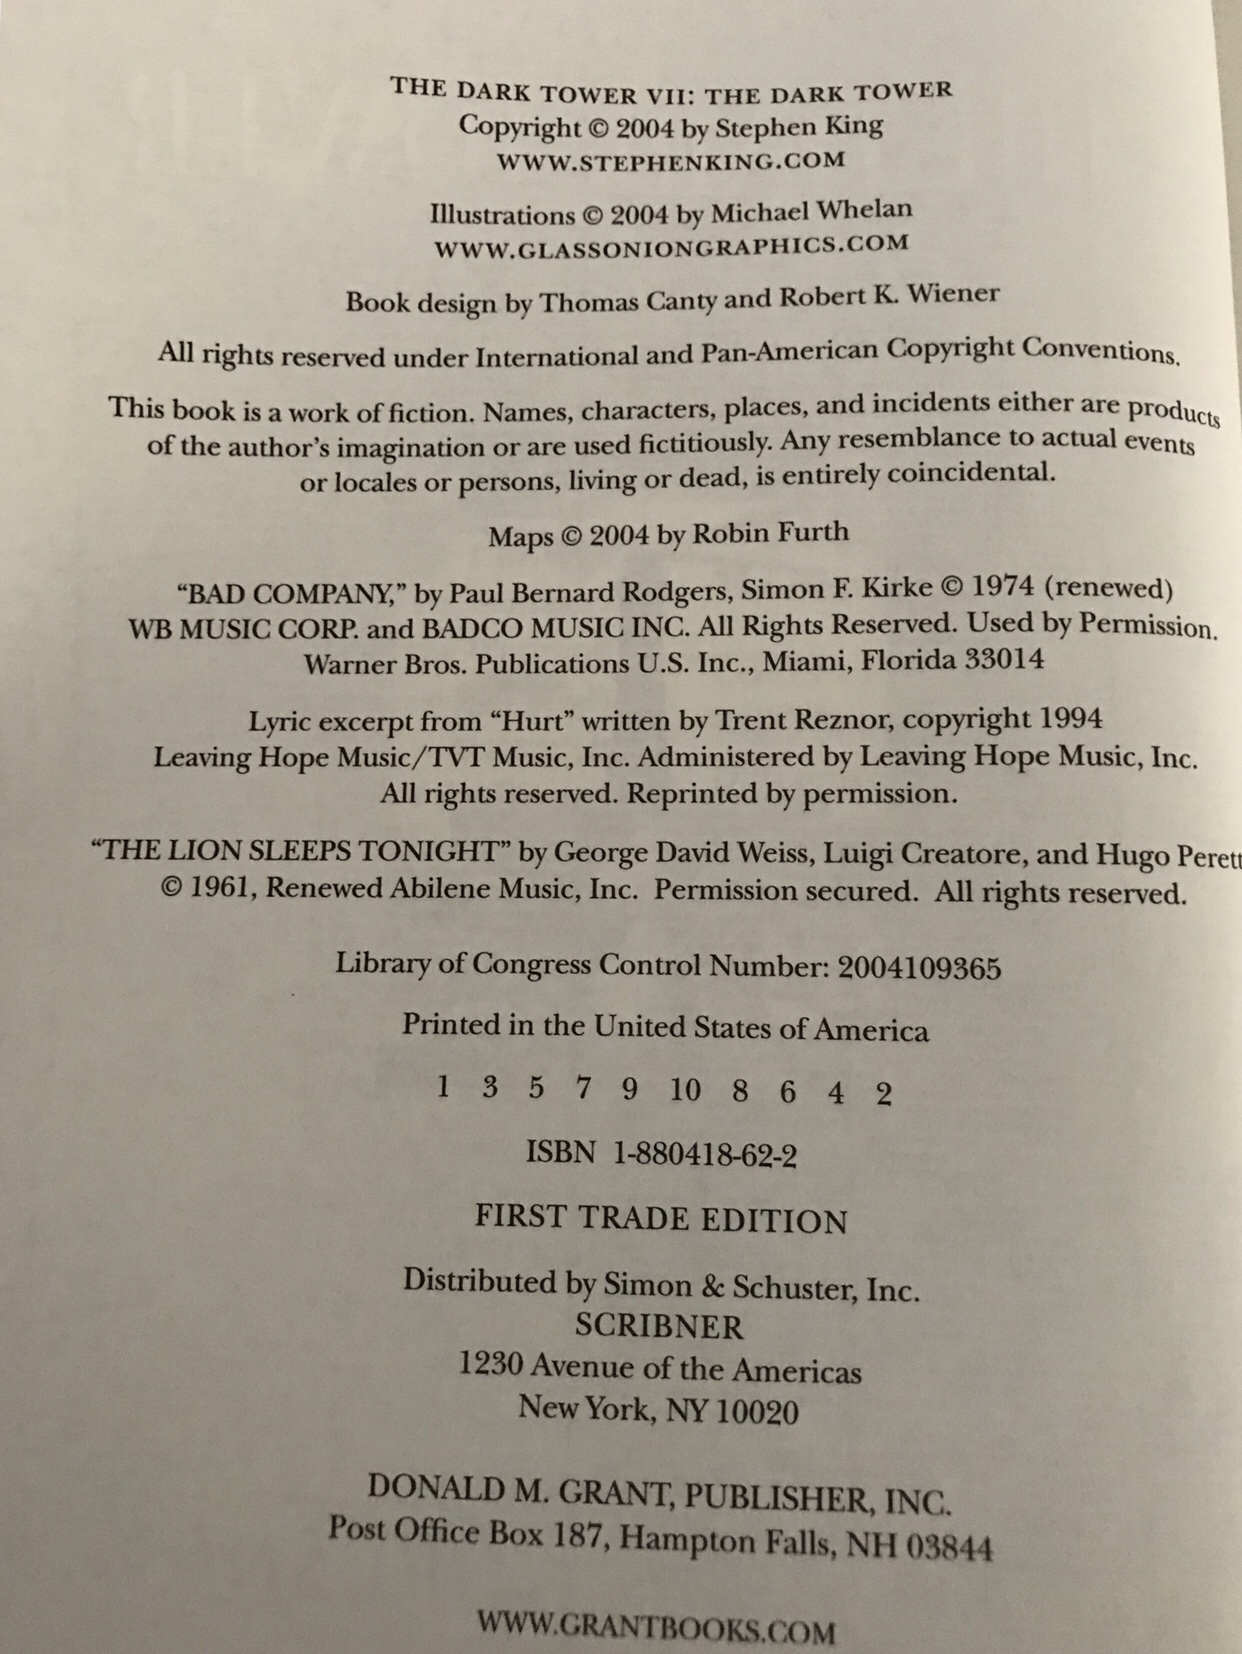 THE DARK TOWER VII: THE DARK TOWER
Copyright © 2004 by Stephen King
WWW.STEPHENKING.COM
Illustrations © 2004 by Michael Whelan
WWW.GLASSONIONGRAPHICS.COM
Book design by Thomas Canty and Robert K. Wiener
All rights reserved under International and Pan-American Copyright Conventions.
This book is a work of fiction. Names, characters, places, and incidents either are products
of the author's imagination or are used fictitiously. Any resemblance to actual events
or locales or persons, living or dead, is entirely coincidental.
Maps © 2004 by Robin Furth
“BAD COMPANY,” by Paul Bernard Rodgers, Simon F. Kirke © 1974 (renewed)
WB MUSIC CORP. and BADCO MUSIC INC. All Rights Reserved. Used by Permission.
Warner Bros. Publications U.S. Inc., Miami, Florida 33014
Lyric excerpt from “Hurt” written by Trent Reznor, copyright 1994
Leaving Hope Music/TVT Music, Inc. Administered by Leaving Hope Music, Inc.
All rights reserved. Reprinted by permission.
“THE LION SLEEPS TONIGHT” by George David Weiss, Luigi Creatore, and Hugo Perett
© 1961, Renewed Abilene Music, Inc. Permission secured. All rights reserved.
Library of Congress Control Number: 2004109365
Printed in the United States of America
1 3 5 7 9 10 8 6 4 2
ISBN 1-880418-62-2
FIRST TRADE EDITION
Distributed by Simon & Schuster, Inc.
SCRIBNER
1230 Avenue of the Americas
New York, NY 10020
DONALD M. GRANT, PUBLISHER, INC.
Post Office Box 187, Hampton Falls, NH 03844
WWW.GRANTBOOKS.COM